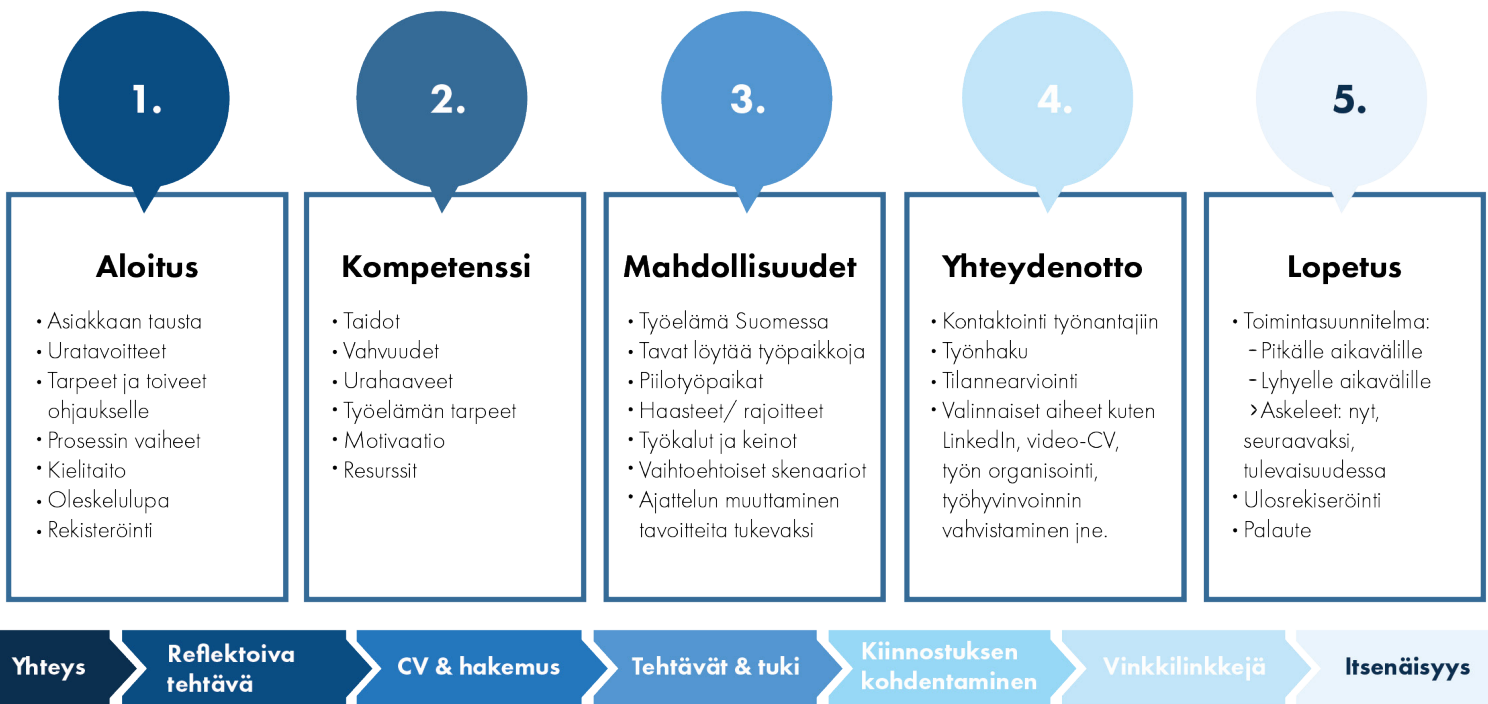 1.
2.
3.
4.
5.
Aloitus
• Asiakkaan tausta
• Uratavoitteet
• Tarpeet ja toiveet
ohjaukselle
• Prosessin vaiheet
• Kielitaito
• Oleskelulupa
• Rekisteröinti
Kompetenssi
• Taidot
• Vahvuudet
• Urahaaveet
• Työelämän tarpeet
• Motivaatio
• Resurssit
Mahdollisuudet
• Työelämä Suomessa
• Tavat löytää työpaikkoja
• Piilotyöpaikat
• Haasteet/ rajoitteet
• Työkalut ja keinot
• Vaihtoehtoiset skenaariot
• Ajattelun muuttaminen
tavoitteita tukevaksi
Yhteydenotto
• Kontaktointi työnantajiin
• Työnhaku
• Tilannearviointi
• Valinnaiset aiheet kuten
LinkedIn, video-CV,
työn organisointi,
työhyvinvoinnin
vahvistaminen jne.
Lopetus
• Toimintasuunnitelma:
- Pitkälle aikavälille
- Lyhyelle aikavälille
> Askeleet: nyt,
seuraavaksi,
tulevaisuudessa
• Ulosrekiseröinti
• Palaute
Yhteys
Reflektoiva
tehtävä
CV & hakemus
Tehtävät & tuki
Kiinnostuksen
kohdentaminen
Vinkkilinkkejä
Itsenäisyys